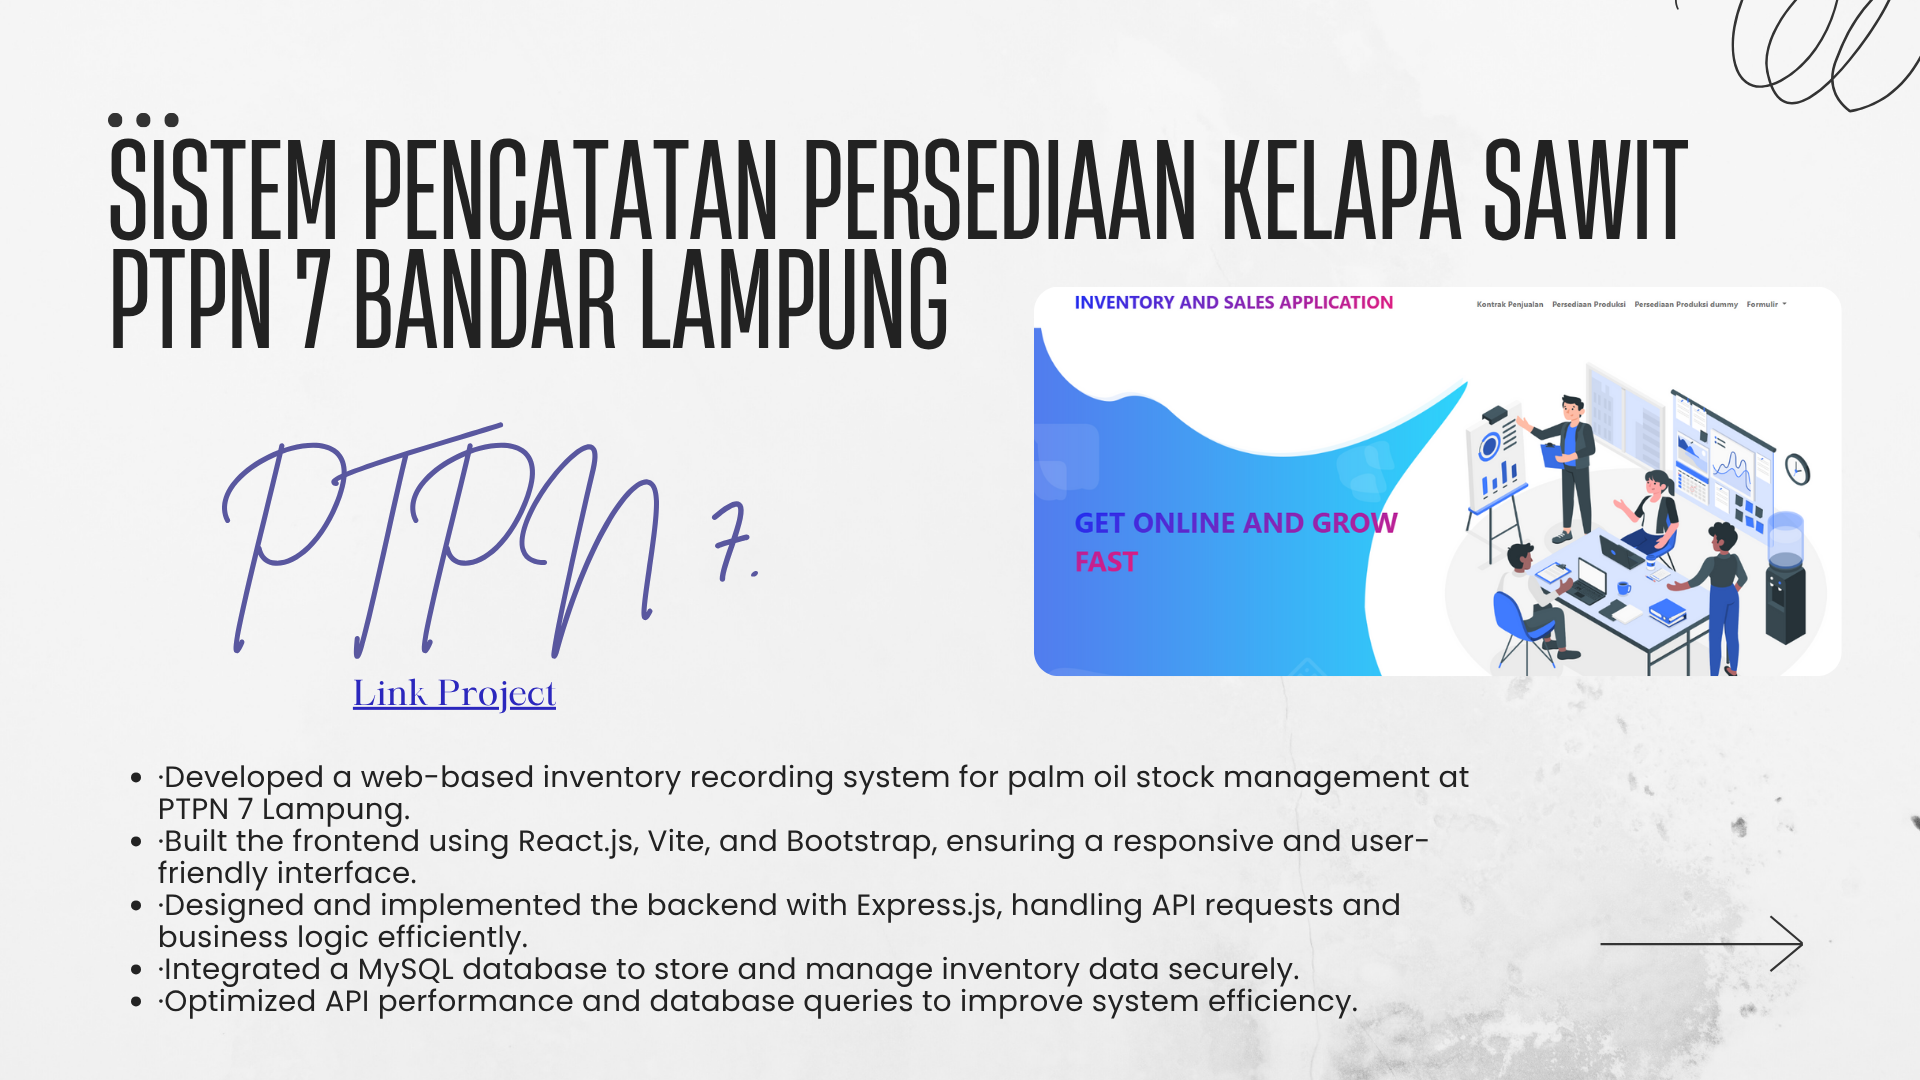 SISTEM PENCATATAN PERSEDIAAN KELAPA SAWIT
PTPN 7 BANDAR LAMPUNG
INVENTORY AND SALES APPLICATION
Kontrak Penjualan Persediaan Produksi Persediaan Produksi dummy Formulir
GET ONLINE AND GROW
FAST
PTPN 7.
Link Project
• ·Developed a web-based inventory recording system for palm oil stock management at
PTPN 7 Lampung.
• ·Built the frontend using React.js, Vite, and Bootstrap, ensuring a responsive and user-
friendly interface.
• ·Designed and implemented the backend with Express.js, handling API requests and
business logic efficiently.
• ·Integrated a MySQL database to store and manage inventory data securely.
• ·Optimized API performance and database queries to improve system efficiency.